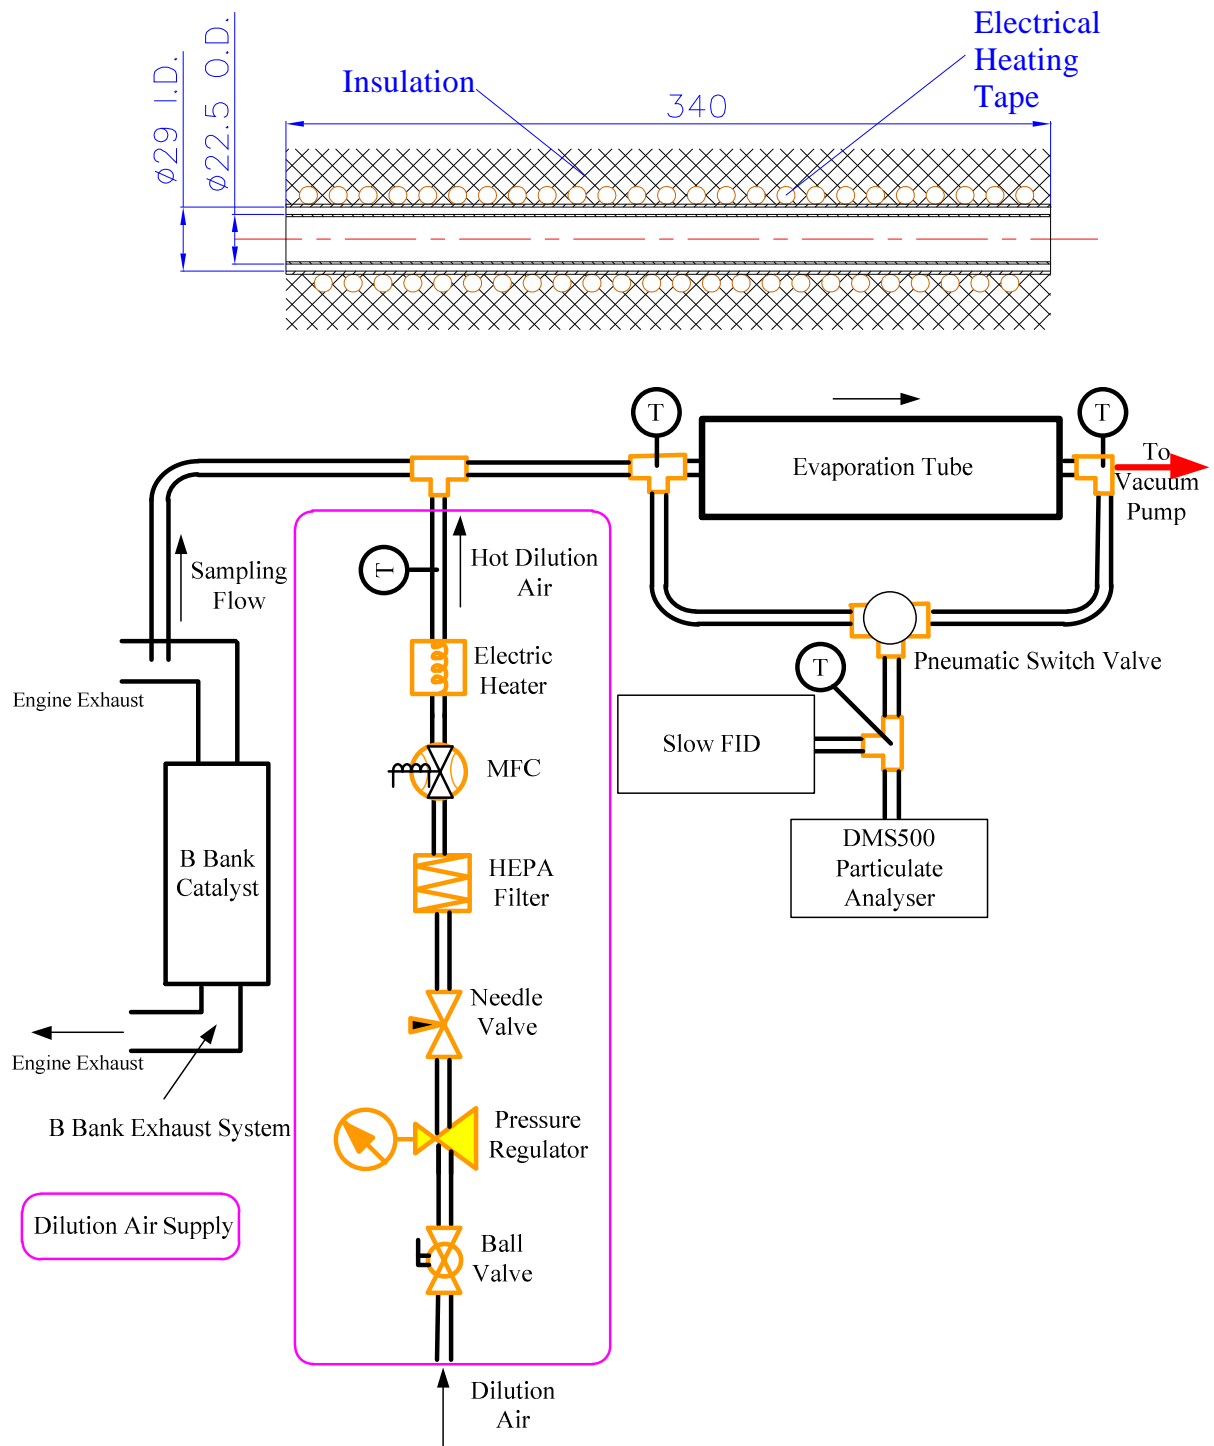 Electrical
Heating
Tape
Insulation
340
ø29 I.D.
ø22.5 O.D.
T
T
Evaporation Tube
To
Vacuum
Pump
Sampling
Flow
T
Hot Dilution
Air
Engine Exhaust
Electric
Heater
Pneumatic Switch Valve
T
Slow FID
MFC
B Bank
Catalyst
HEPA
Filter
DMS500
Particulate
Analyser
Needle
Valve
Engine Exhaust
B Bank Exhaust System
Pressure
Regulator
Dilution Air Supply
Ball
Valve
Dilution
Air